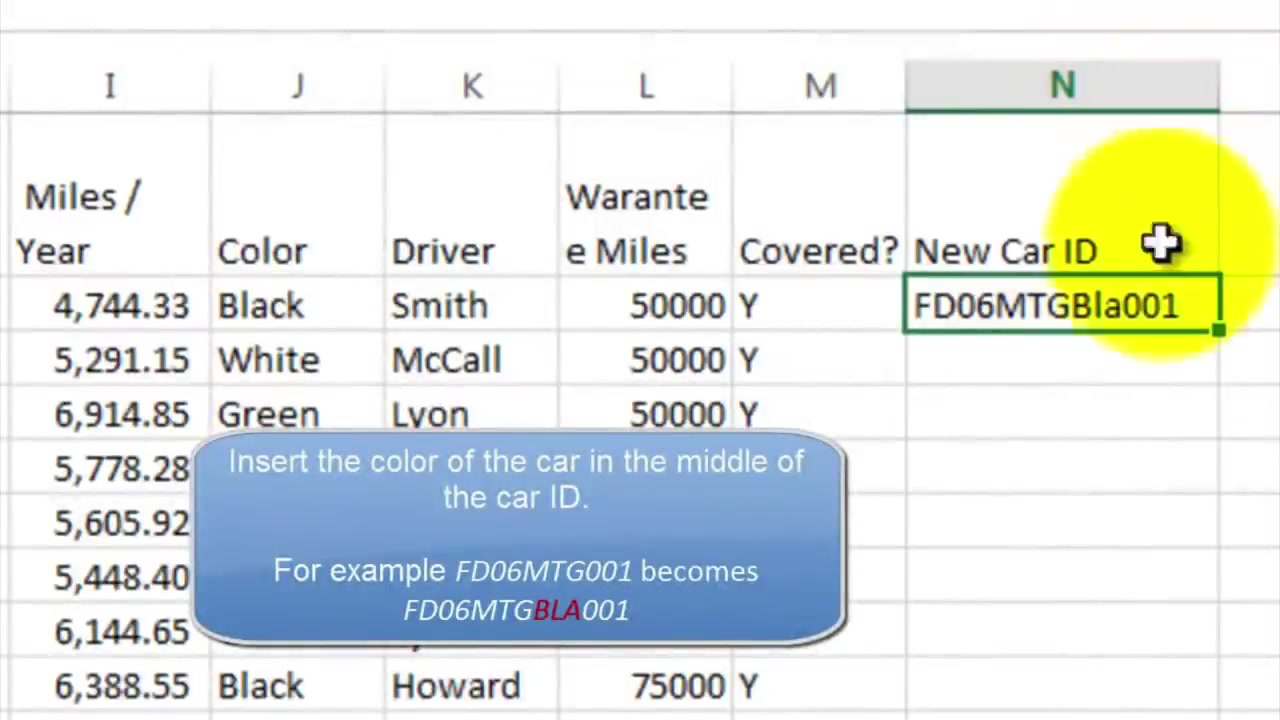 I J K L M N
Miles / Year Color Driver Warante e Miles Covered? New Car ID
4,744.33 Black Smith 50000 Y FD06MTGBla001
5,291.15 White McCall 50000 Y
6,914.85 Green Lyon 50000 Y
5,778.28
5,605.92
5,448.40
6,144.65
6,388.55 Black Howard 75000 Y
Insert the color of the car in the middle of
the car ID.
For example FD06MTG001 becomes
FD06MTGBLA001